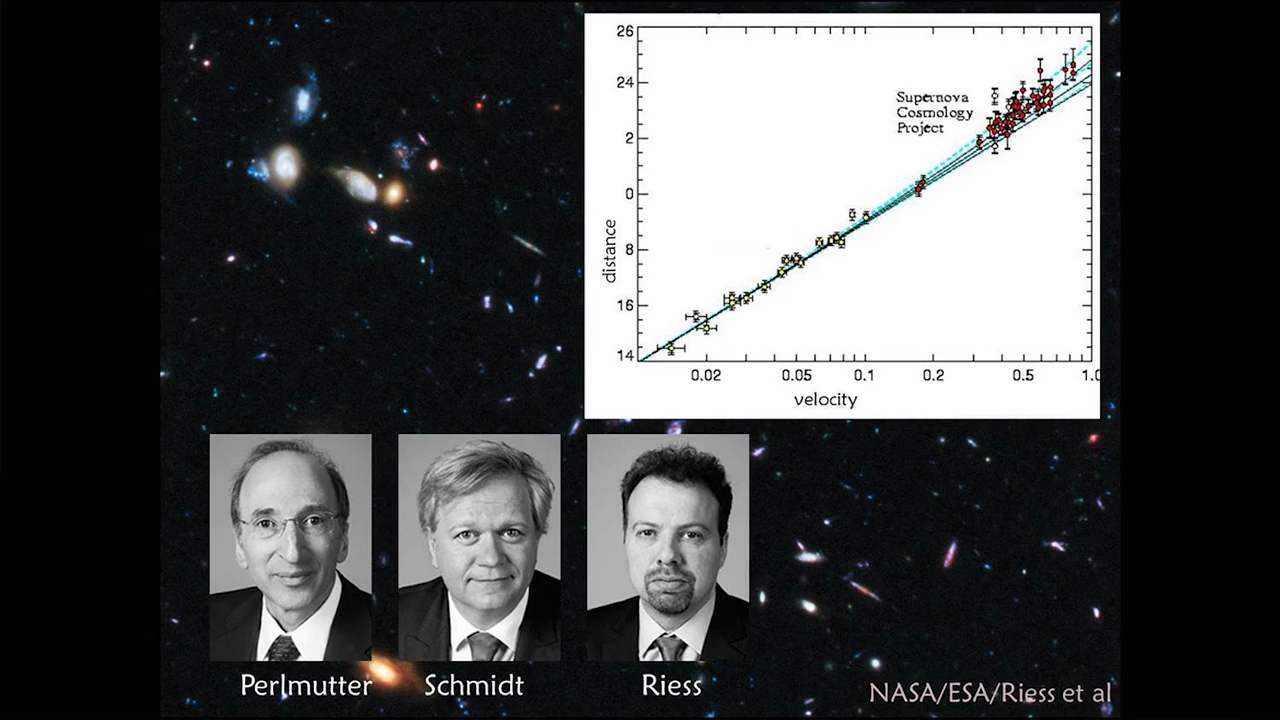 26
24
2
0
8
16
14
Supernova
Cosmology
Project
distance
0.02
0.05
0.1
0.2
0.5
1.0
velocity
Perlmutter
Schmidt
Riess
NASA/ESA/Riess et al